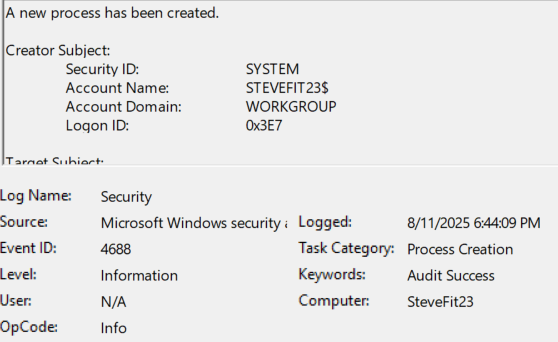 A new process has been created.
Creator Subject:
Security ID: SYSTEM
Account Name: STEVEFIT23$
Account Domain: WORKGROUP
Logon ID: 0x3E7
Target Subject:
Log Name: Security
Source: Microsoft Windows security Logged: 8/11/2025 6:44:09 PM
Event ID: 4688 Task Category: Process Creation
Level: Information Keywords: Audit Success
User: N/A Computer: SteveFit23
OpCode: Info